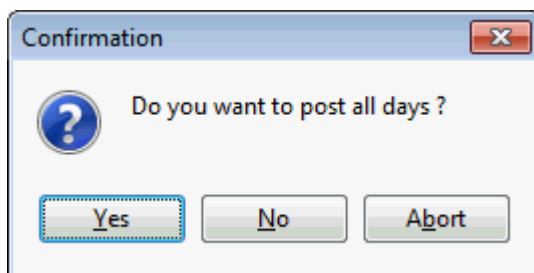 Confirmation
Do you want to post all days ?
Yes
No
Abort